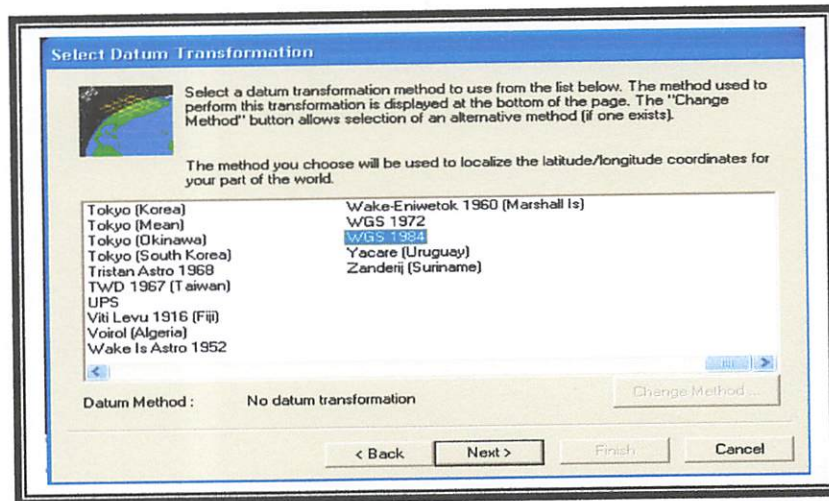 Select Datum Transformation
Select a datum transformation method to use from the list below. The method used to
perform this transformation is displayed at the bottom of the page. The "Change
Method" button allows selection of an alternative method (if one exists).
The method you choose will be used to localize the latitude/longitude coordinates for
your part of the world.
Tokyo (Korea)
Tokyo (Mean)
Tokyo (Okinawa)
Tokyo (South Korea)
Tristan Astro 1968
TWD 1967 (Taiwan)
UPS
Viti Levu 1916 (Fiji)
Voirol (Algeria)
Wake Is Astro 1952
Wake-Eniwetok 1960 (Marshall Is)
WGS 1972
WGS 1984
Yacare (Uruguay)
Zanderij (Suriname)
Datum Method : No datum transformation
Change Method ...
< Back Next > Finish Cancel